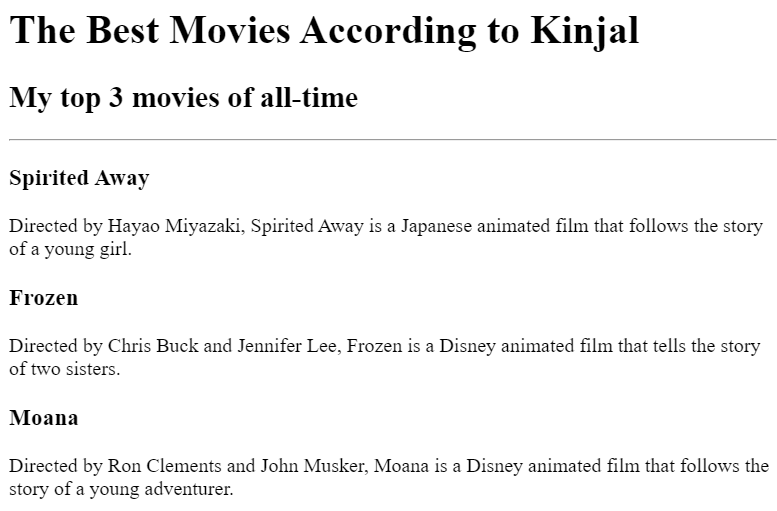 The Best Movies According to Kinjal
My top 3 movies of all-time
Spirited Away
Directed by Hayao Miyazaki, Spirited Away is a Japanese animated film that follows the story
of a young girl.
Frozen
Directed by Chris Buck and Jennifer Lee, Frozen is a Disney animated film that tells the story
of two sisters.
Moana
Directed by Ron Clements and John Musker, Moana is a Disney animated film that follows the
story of a young adventurer.